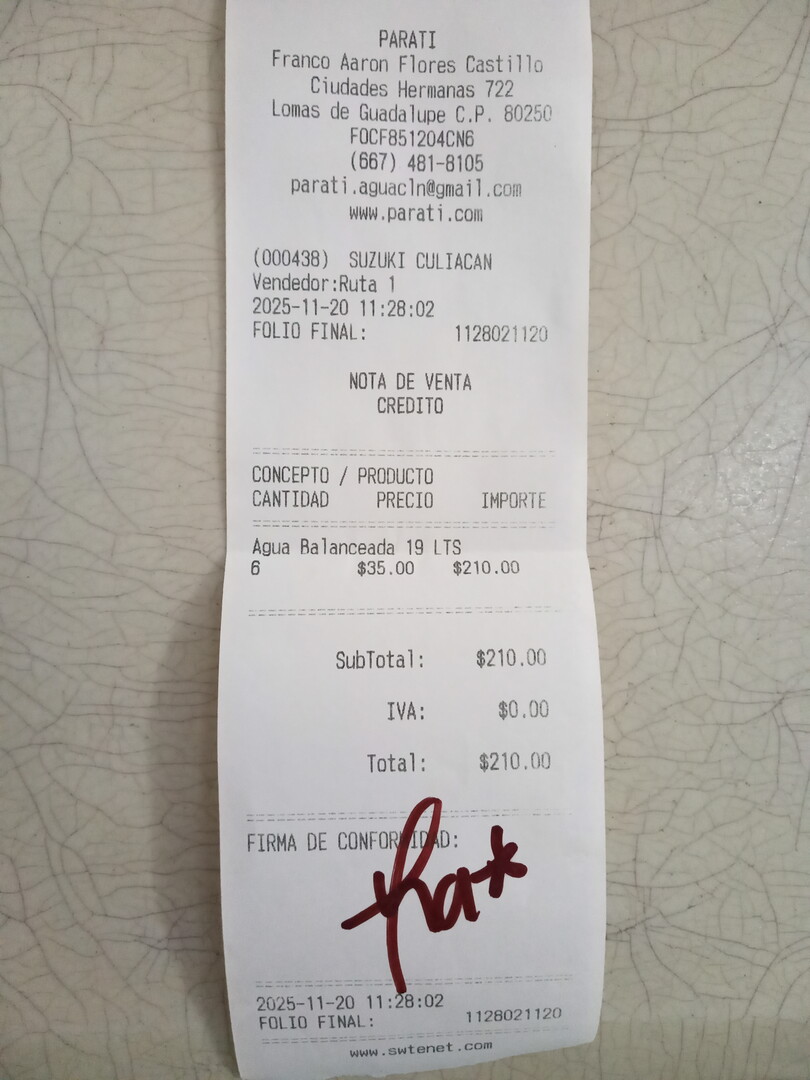 PARATI
Franco Aaron Flores Castillo
Ciudades Hermanas 722
Lomas de Guadalupe C.P. 80250
FOCF851204CN6
(667) 481-8105
parati.aguacln@gmail.com
www.parati.com
(000438) SUZUKI CULIACAN
Vendedor:Ruta 1
2025-11-20 11:28:02
FOLIO FINAL: 1128021120
NOTA DE VENTA
CREDITO
CONCEPTO / PRODUCTO
CANTIDAD PRECIO IMPORTE
Agua Balanceada 19 LTS
6 $35.00 $210.00
SubTotal: $210.00
IVA: $0.00
Total: $210.00
FIRMA DE CONFORMIDAD:
2025-11-20 11:28:02
FOLIO FINAL: 1128021120
www.swtenet.com